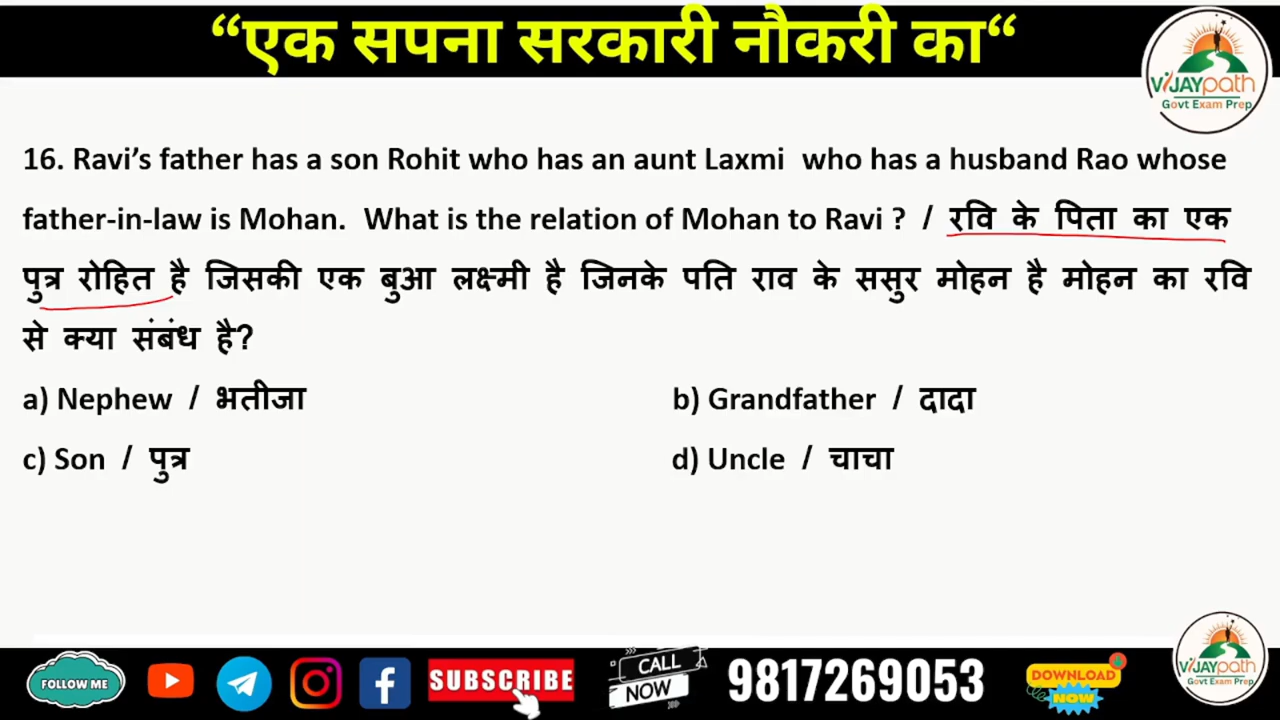 “एक सपना सरकारी नौकरी का“
ViJAYpath
Govt Exam Prep
16. Ravi’s father has a son Rohit who has an aunt Laxmi who has a husband Rao whose
father-in-law is Mohan. What is the relation of Mohan to Ravi ? / रवि के पिता का एक
पुत्र रोहित है जिसकी एक बुआ लक्ष्मी है जिनके पति राव के ससुर मोहन है मोहन का रवि
से क्या संबंध है?
a) Nephew / भतीजा
b) Grandfather / दादा
c) Son / पुत्र
d) Uncle / चाचा
FOLLOW ME
SUBSCRIBE
CALL
NOW
9817269053
DOWNLOAD
NOW
ViJAYpath
Govt Exam Prep